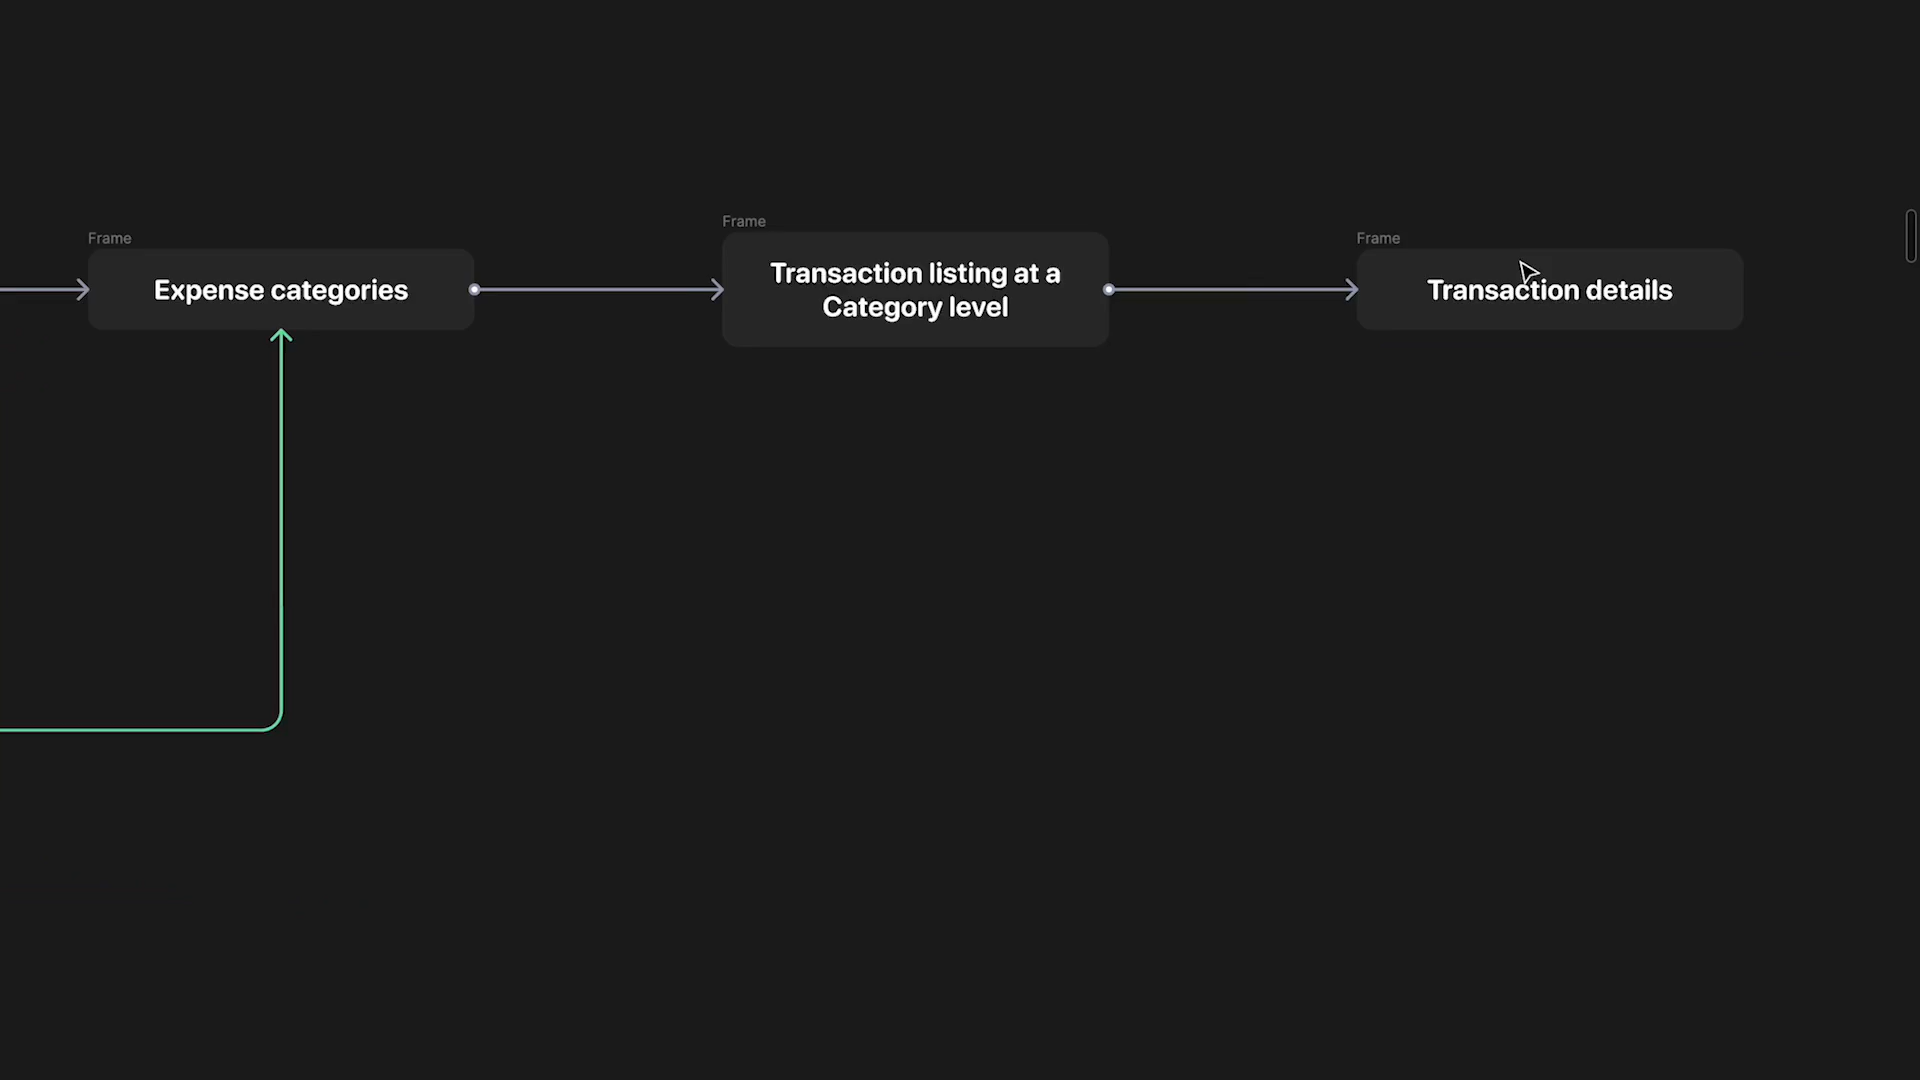 Frame
Expense categories
Frame
Transaction listing at a
Category level
Frame
Transaction details